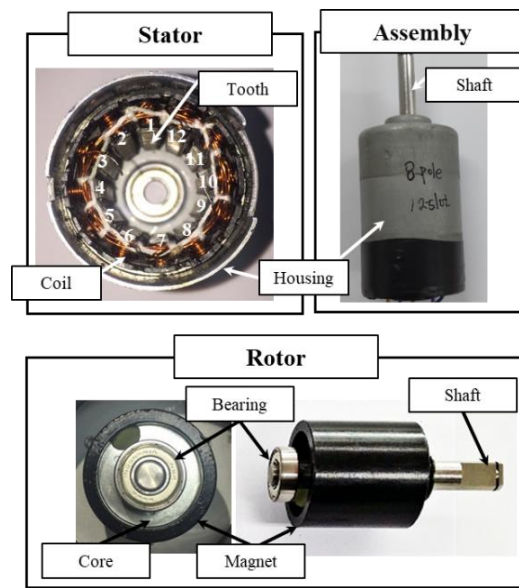 Stator
Assembly
Tooth
Shaft
1
2
12
3
11
4
10
5
9
6
7
8
8-pole
12slot
Coil
Housing
Rotor
Bearing
Shaft
Core
Magnet